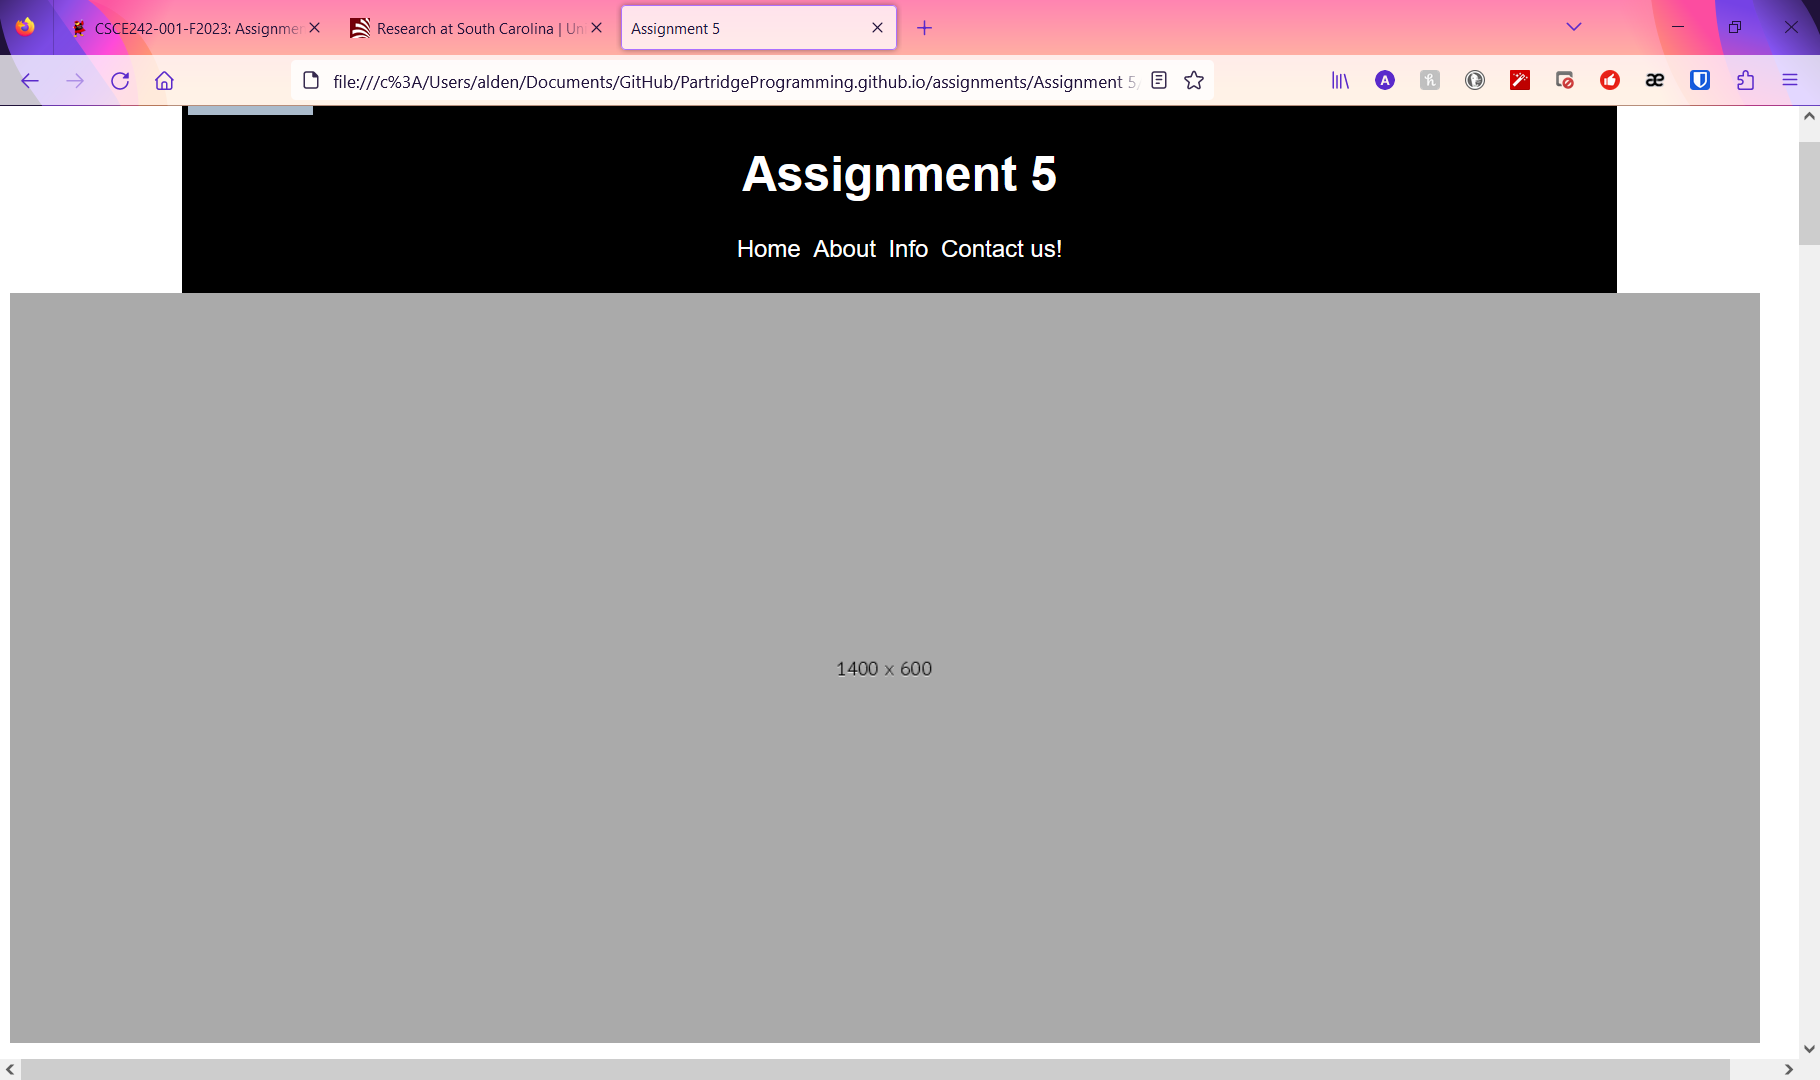 CSCE242-001-F2023: Assignmen
Research at South Carolina | Un
Assignment 5
file:///c%3A/Users/alden/Documents/GitHub/PartridgeProgramming.github.io/assignments/Assignment 5/
A
æ
Assignment 5
Home About Info Contact us!
1400 x 600